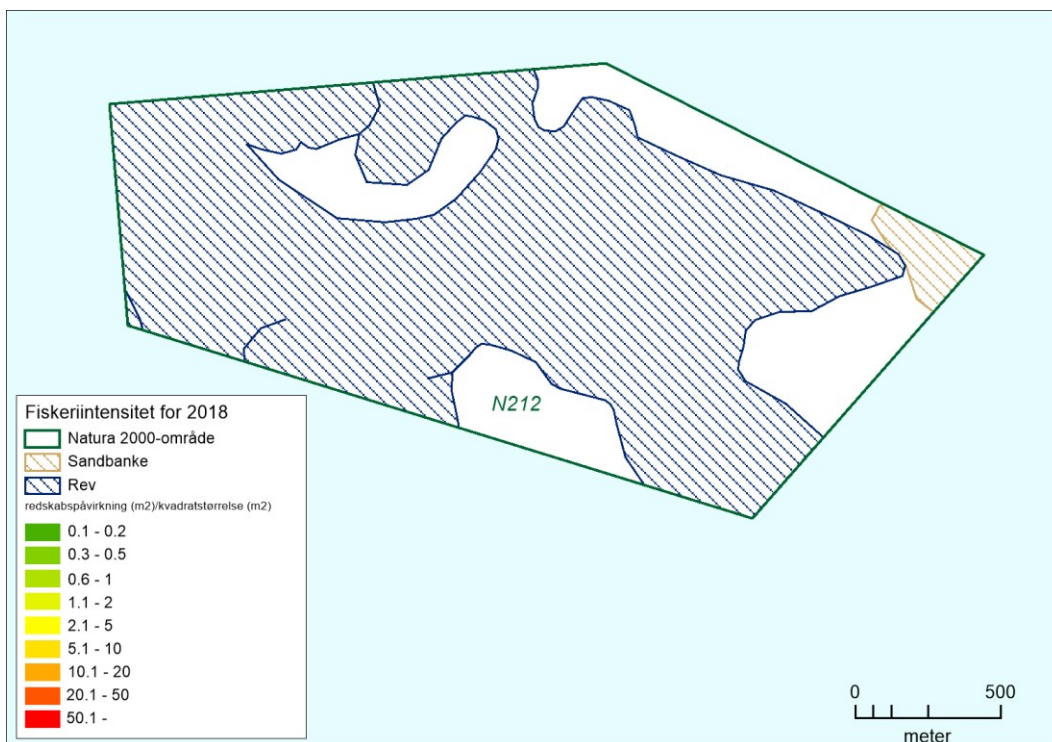 N212
Fiskeriintensitet for 2018
Natura 2000-område
Sandbanke
Rev
redskabspåvirkning (m2)/kvadratstørrelse (m2)
0.1 - 0.2
0.3 - 0.5
0.6 - 1
1.1 - 2
2.1 - 5
5.1 - 10
10.1 - 20
20.1 - 50
50.1 -
0 500
meter